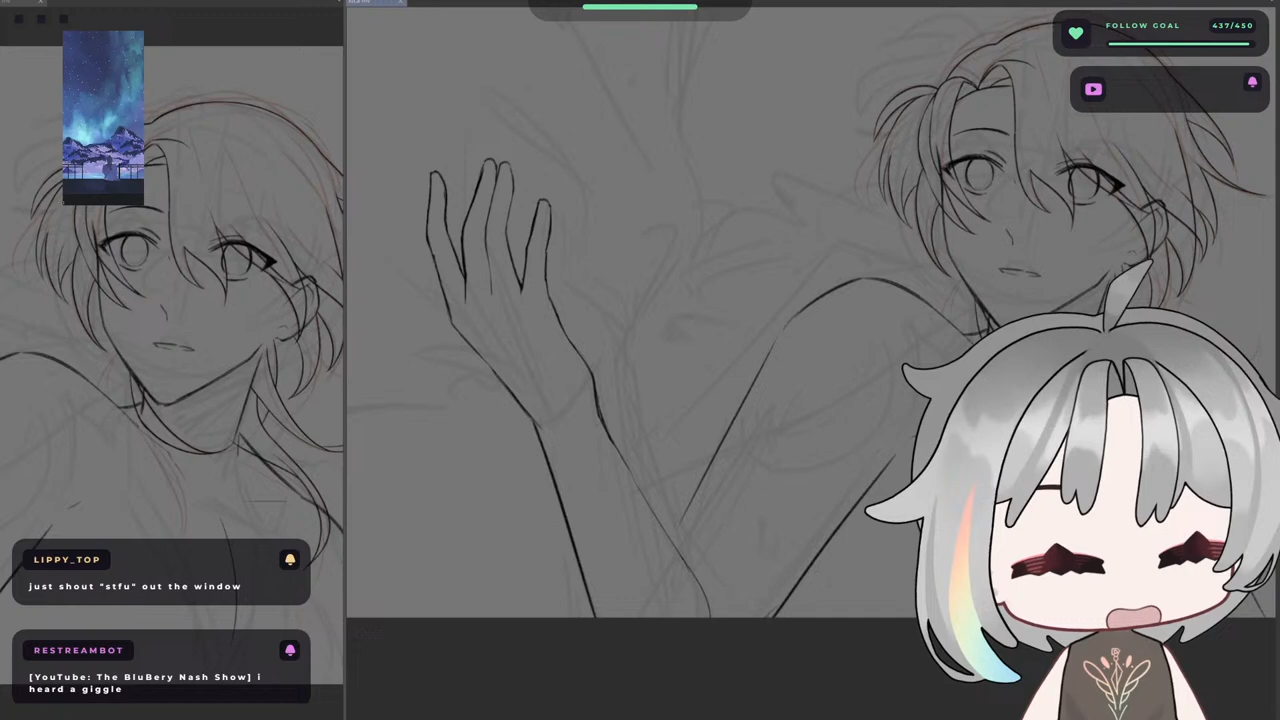 FOLLOW GOAL
437/450
LIPPY_TOP
just shout "stfu" out the window
RESTREAMBOT
[YouTube: The BluBery Nash Show] i
heard a giggle